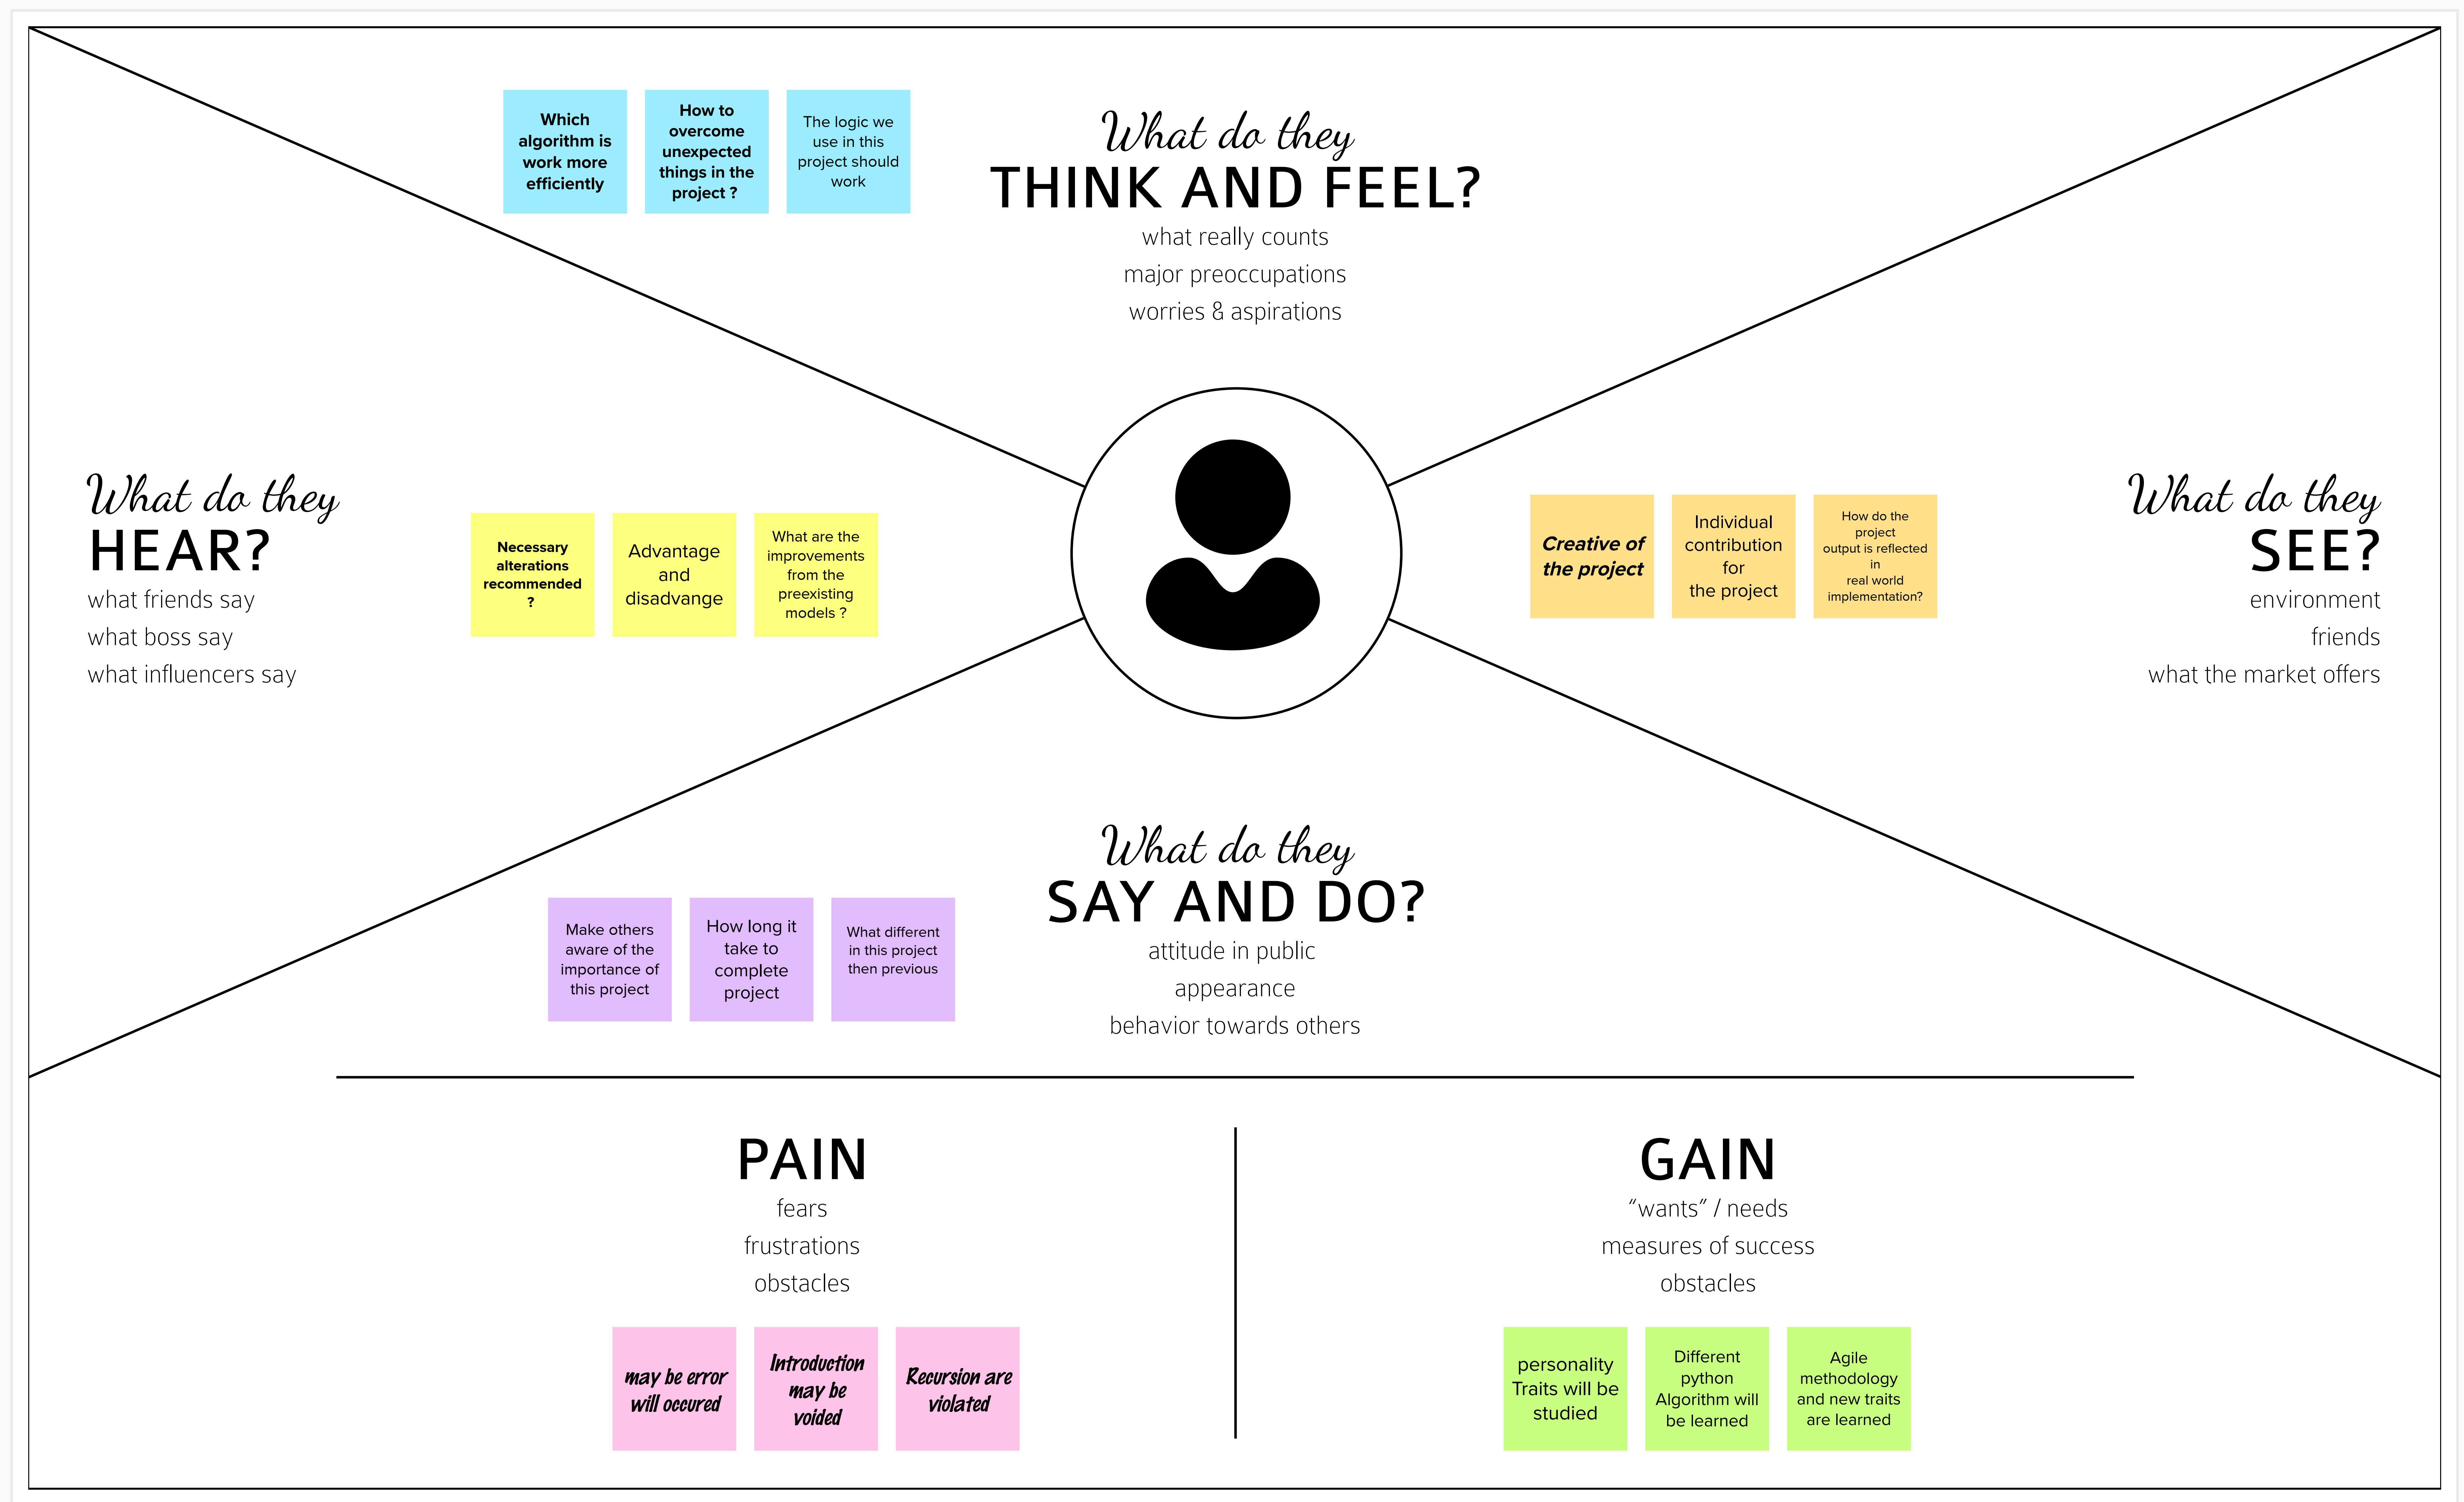 Which
algorithm is
work more
efficiently
How to
overcome
unexpected
things in the
project ?
The logic we
use in this
project should
work
What do they
THINK AND FEEL?
what really counts
major preoccupations
worries & aspirations
What do they
HEAR?
what friends say
what boss say
what influencers say
Necessary
alterations
recommended
?
Advantage
and
disadvange
What are the
improvements
from the
preexisting
models ?
Creative of
the project
Individual
contribution
for
the project
How do the
project
output is reflected
in
real world
implementation?
What do they
SEE?
environment
friends
what the market offers
What do they
SAY AND DO?
attitude in public
appearance
behavior towards others
Make others
aware of the
importance of
this project
How long it
take to
complete
project
What different
in this project
then previous
PAIN
fears
frustrations
obstacles
may be error
will occured
Introduction
may be
voided
Recursion are
violated
GAIN
“wants” / needs
measures of success
obstacles
personality
Traits will be
studied
Different
python
Algorithm will
be learned
Agile
methodology
and new traits
are learned